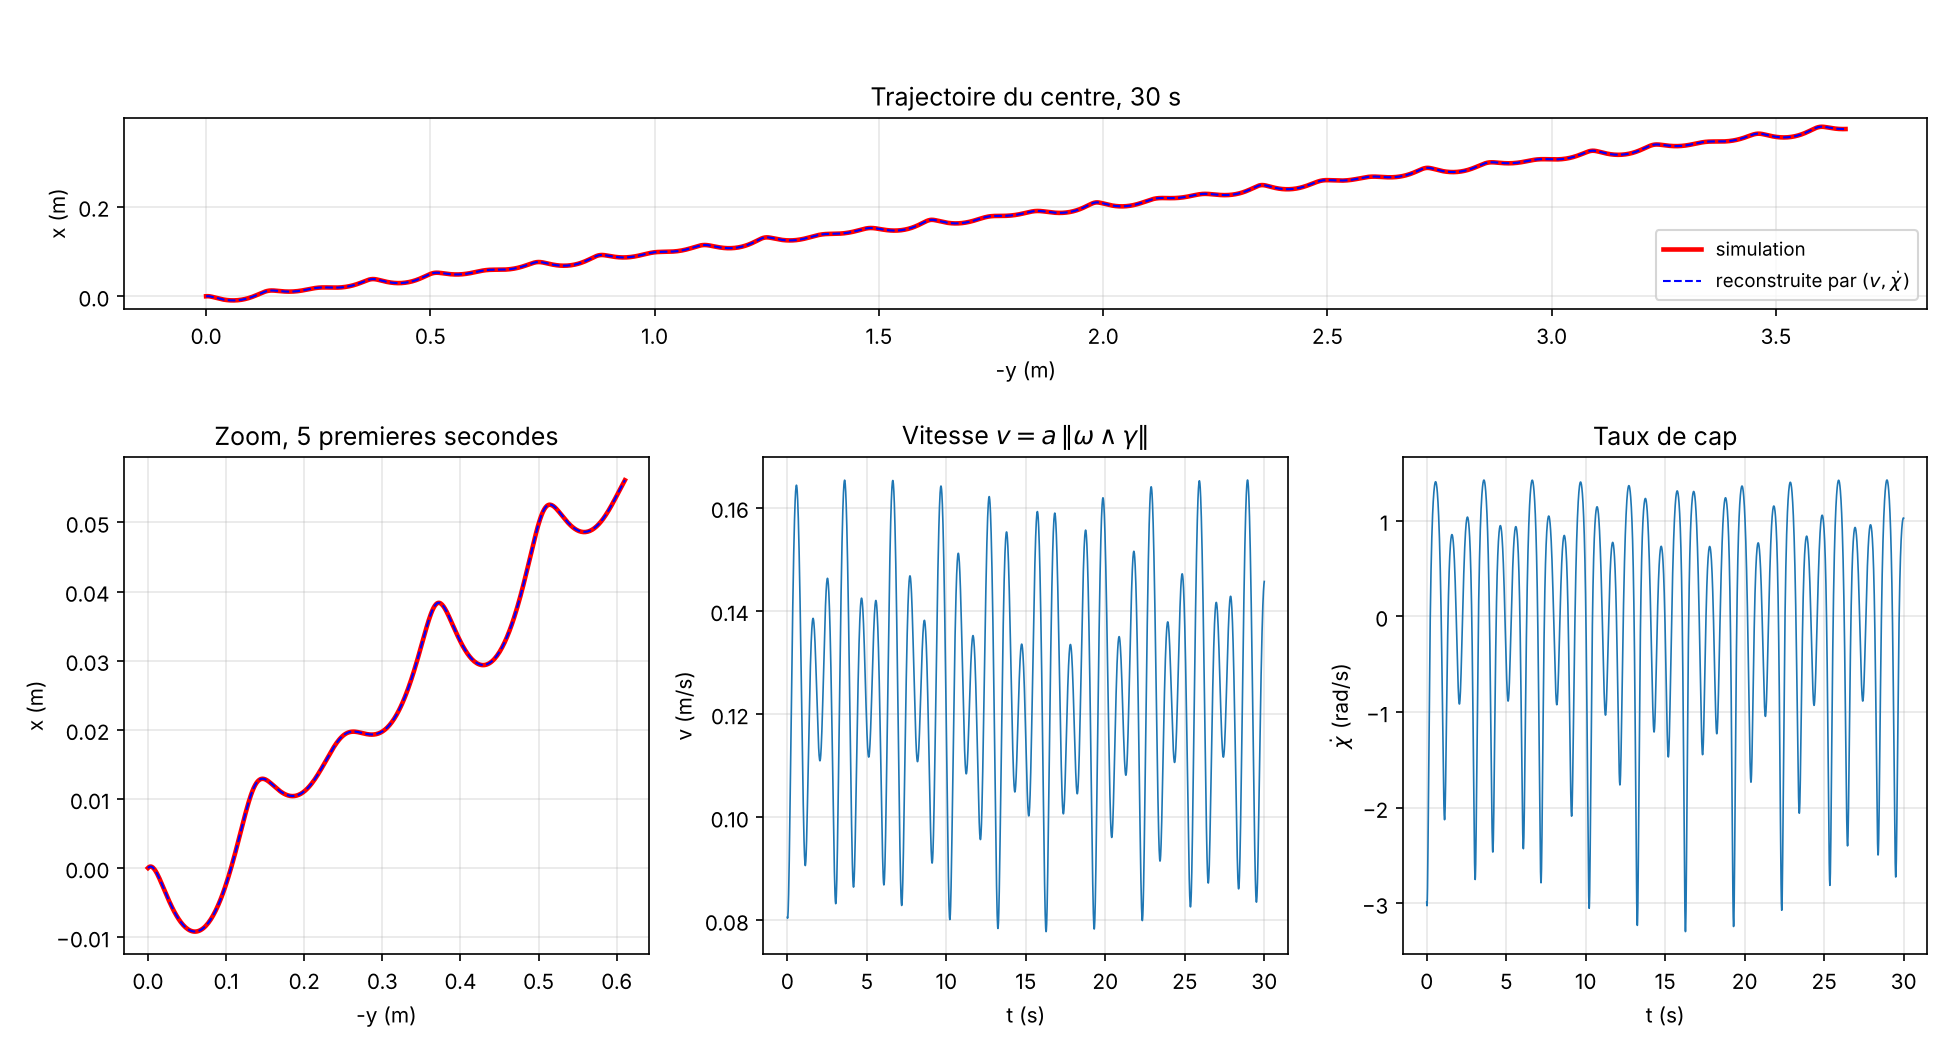 Trajectoire du centre, 30 s
x (m)
0.2
0.0
simulation
reconstruite par (v, χ̇)
0.0 0.5 1.0 1.5 2.0 2.5 3.0 3.5
-y (m)
Zoom, 5 premieres secondes
x (m)
0.05
0.04
0.03
0.02
0.01
0.00
−0.01
0.0 0.1 0.2 0.3 0.4 0.5 0.6
-y (m)
Vitesse v = a ‖ω ∧ γ‖
v (m/s)
0.16
0.14
0.12
0.10
0.08
0 5 10 15 20 25 30
t (s)
Taux de cap
χ̇ (rad/s)
1
0
−1
−2
−3
0 5 10 15 20 25 30
t (s)